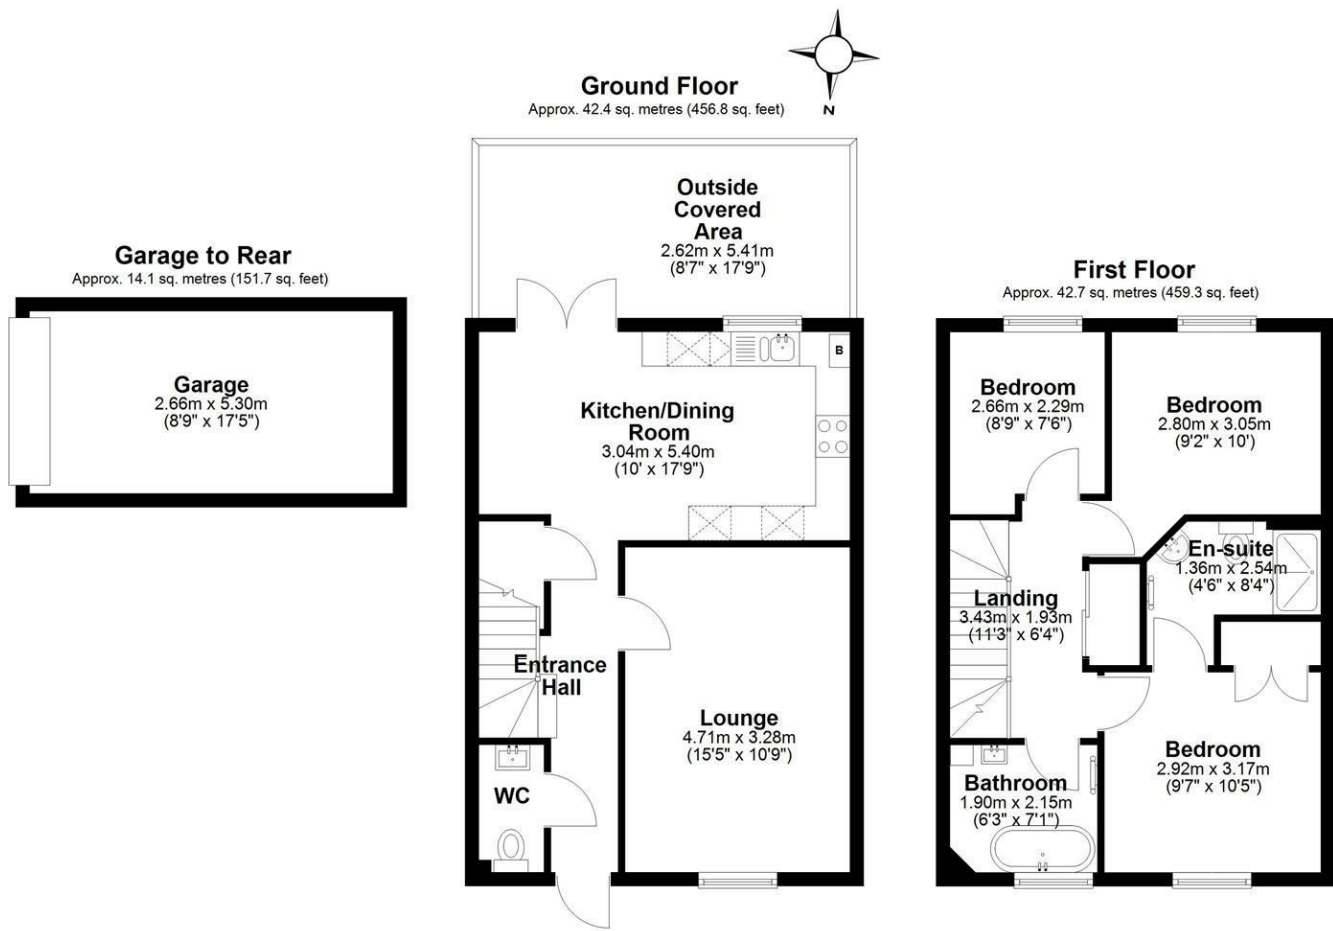 N
Ground Floor
Approx. 42.4 sq. metres (456.8 sq. feet)
Outside
Covered
Area
2.62m x 5.41m
(8'7" x 17'9")
Garage to Rear
Approx. 14.1 sq. metres (151.7 sq. feet)
Garage
2.66m x 5.30m
(8'9" x 17'5")
B
Kitchen/Dining
Room
3.04m x 5.40m
(10' x 17'9")
Entrance
Hall
Lounge
4.71m x 3.28m
(15'5" x 10'9")
WC
First Floor
Approx. 42.7 sq. metres (459.3 sq. feet)
Bedroom
2.66m x 2.29m
(8'9" x 7'6")
Bedroom
2.80m x 3.05m
(9'2" x 10')
En-suite
1.36m x 2.54m
(4'6" x 8'4")
Landing
3.43m x 1.93m
(11'3" x 6'4")
Bedroom
2.92m x 3.17m
(9'7" x 10'5")
Bathroom
1.90m x 2.15m
(6'3" x 7'1")